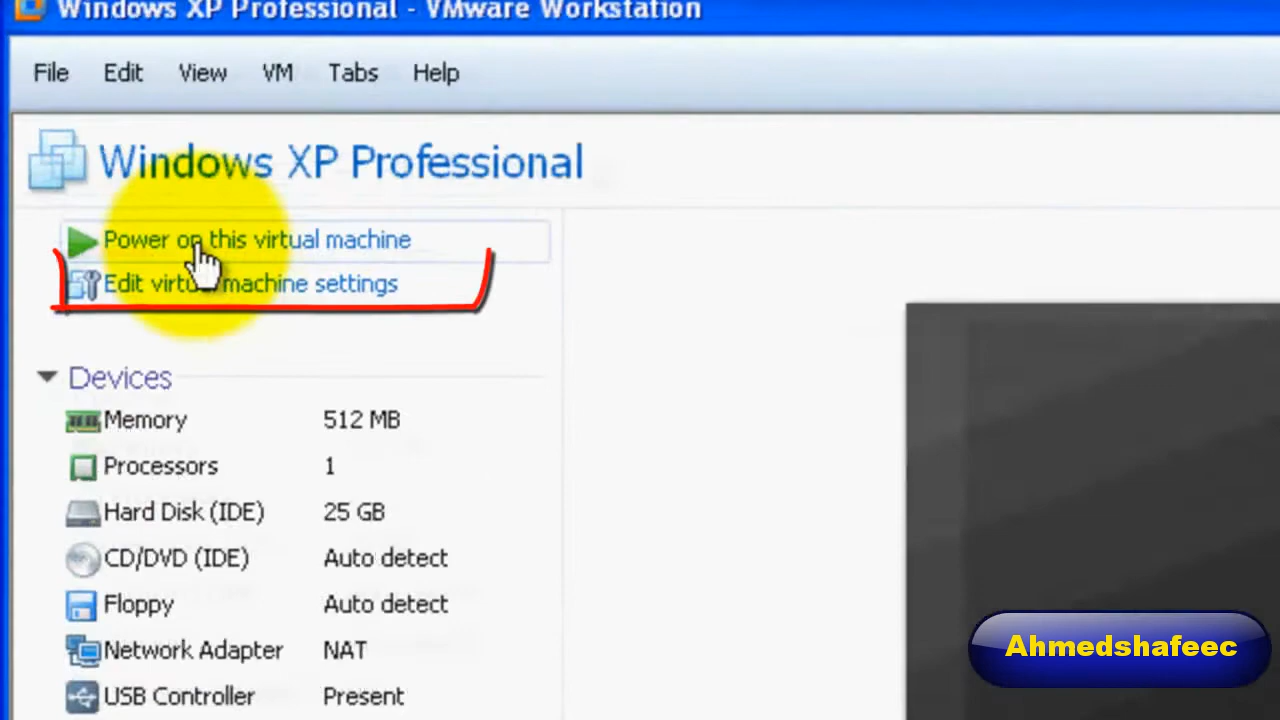 Windows XP Professional - VMware Workstation
File Edit View VM Tabs Help
Windows XP Professional
Power on this virtual machine
Edit virtual machine settings
Devices
Memory 512 MB
Processors 1
Hard Disk (IDE) 25 GB
CD/DVD (IDE) Auto detect
Floppy Auto detect
Network Adapter NAT
USB Controller Present
Ahmedshafeec